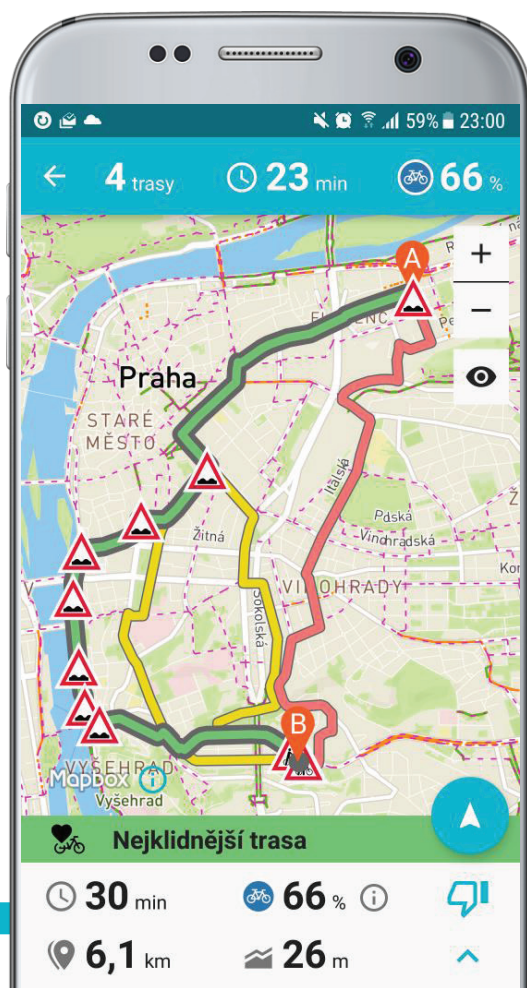 59% 23:00
4 trasy 23 min 66 %
A
+
−
Praha
STARÉ
MĚSTO
Italská
Žitná
Vinohradská
VINOHRADY
Sokolská
B
VYŠEHRAD
Mapbox
Vyšehrad
Nejklidnější trasa
30 min 66 %
6,1 km 26 m